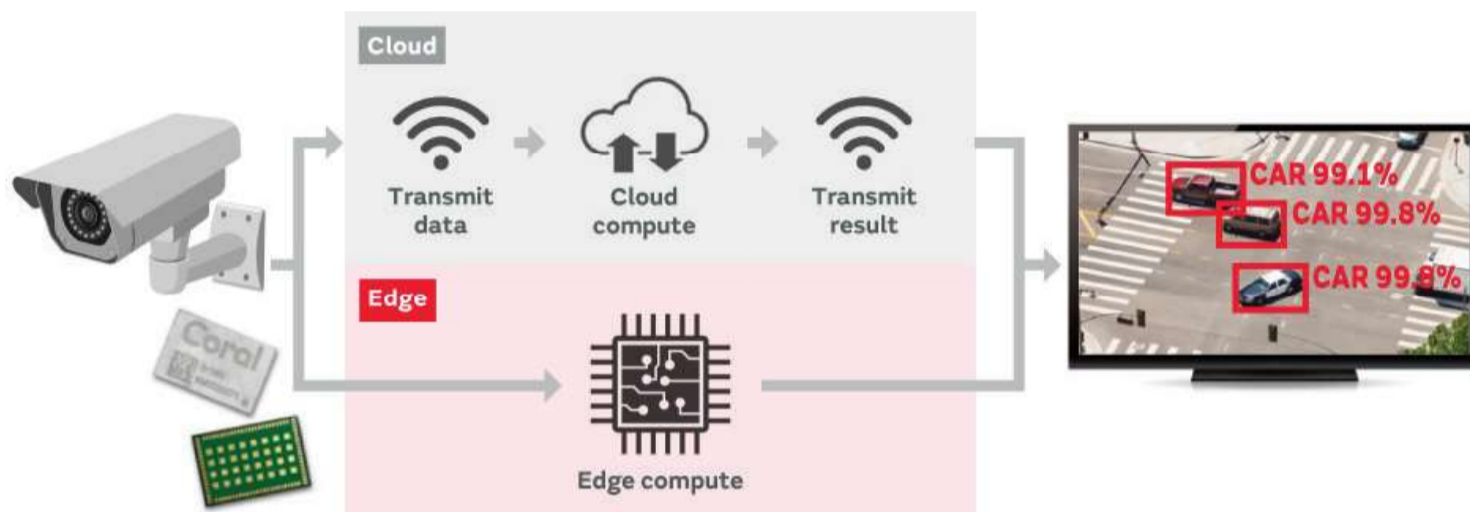 Cloud
Transmit
data
Cloud
compute
Transmit
result
CAR 99.1%
CAR 99.8%
CAR 99.8%
Edge
Coral
Edge compute